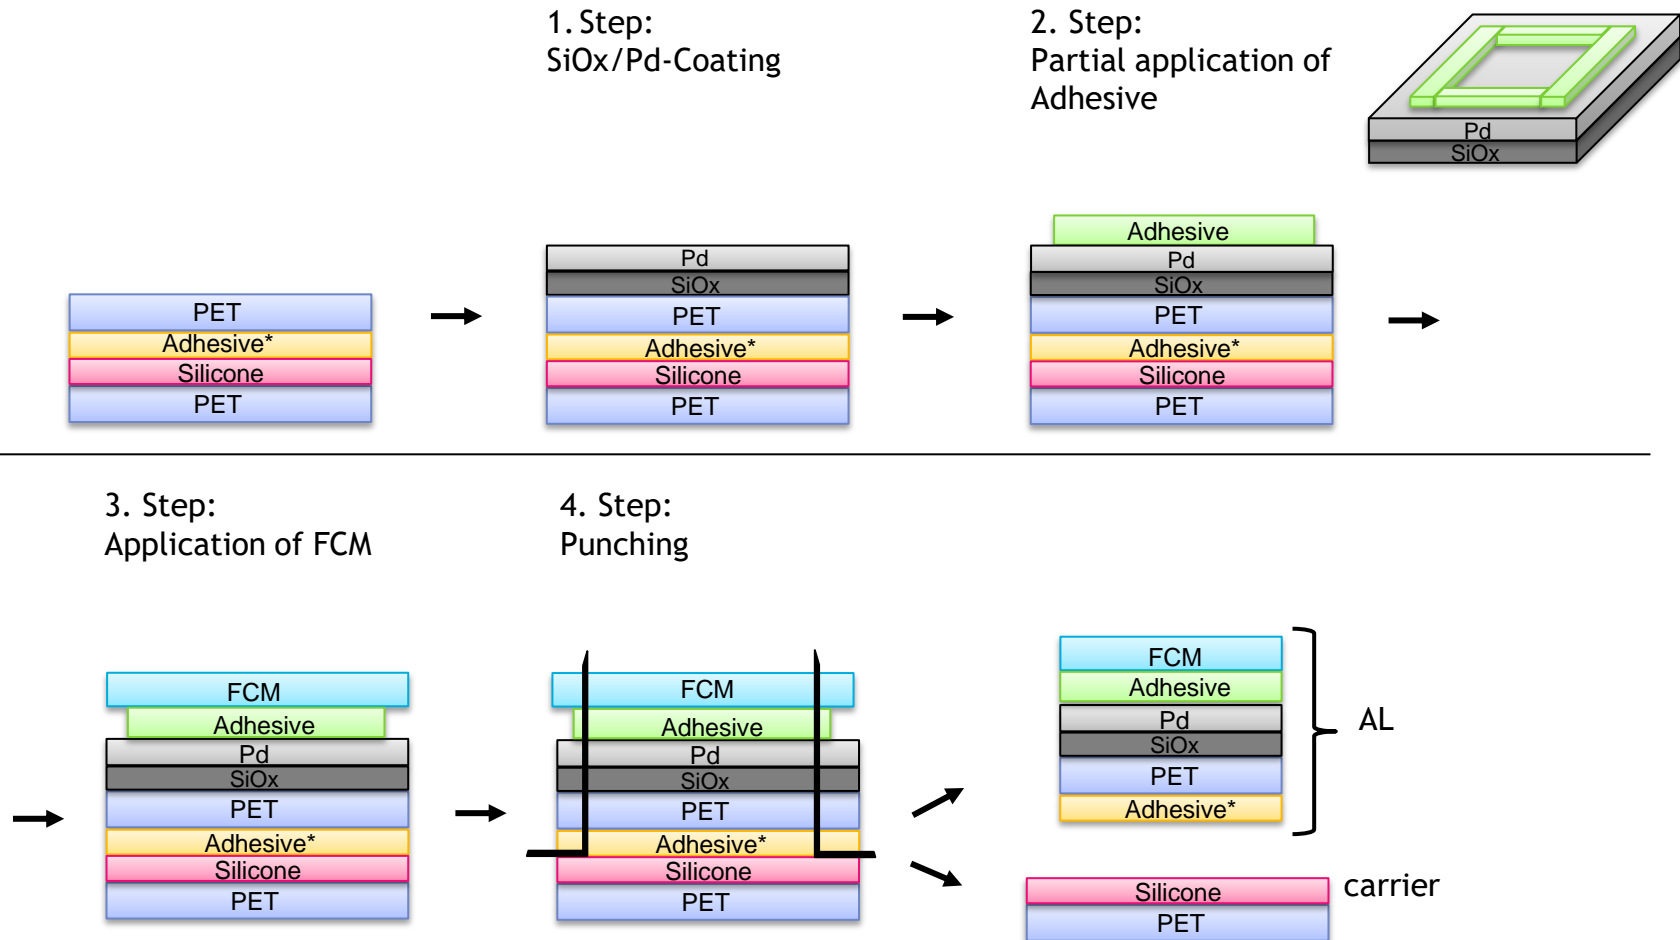 1. Step:
SiOx/Pd-Coating
2. Step:
Partial application of
Adhesive
Pd
SiOx
PET
Adhesive*
Silicone
PET
Pd
SiOx
PET
Adhesive*
Silicone
PET
Adhesive
Pd
SiOx
PET
Adhesive*
Silicone
PET
3. Step:
Application of FCM
4. Step:
Punching
FCM
Adhesive
Pd
SiOx
PET
Adhesive*
Silicone
PET
FCM
Adhesive
Pd
SiOx
PET
Adhesive*
Silicone
PET
FCM
Adhesive
Pd
SiOx
PET
Adhesive*
AL
Silicone
PET
carrier